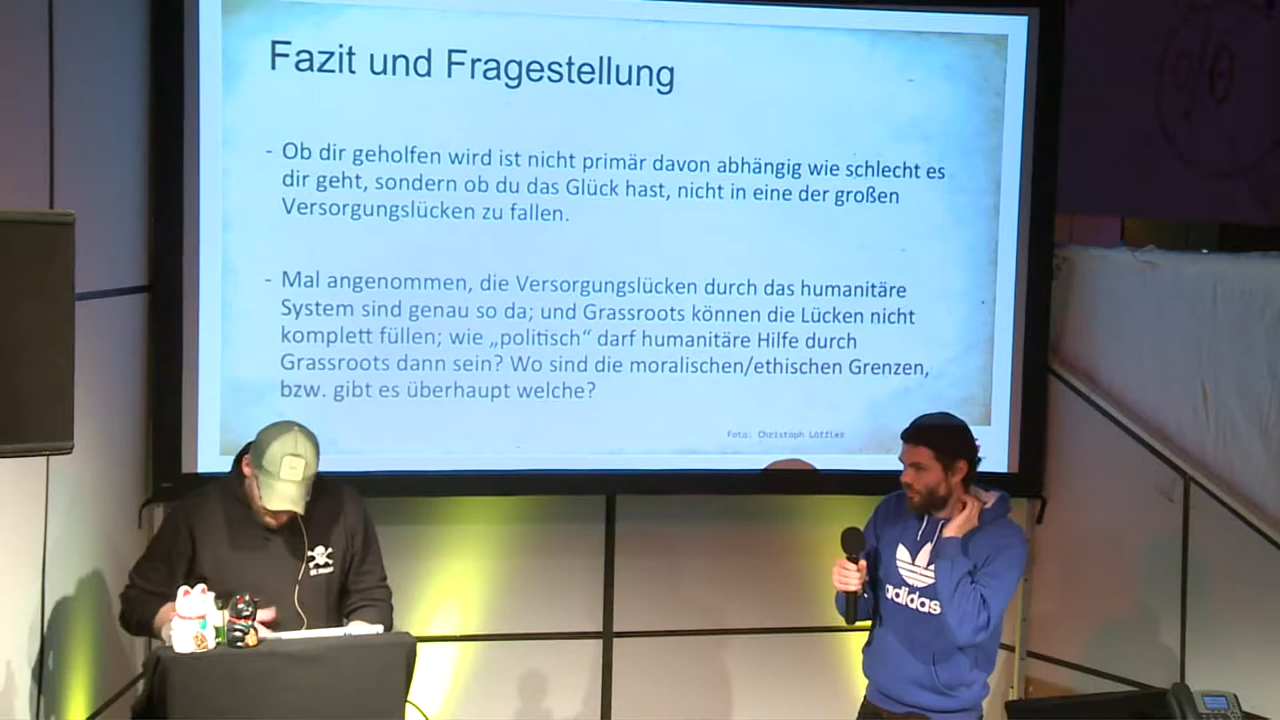 Fazit und Fragestellung
- Ob dir geholfen wird ist nicht primär davon abhängig wie schlecht es
dir geht, sondern ob du das Glück hast, nicht in eine der großen
Versorgungslücken zu fallen.
- Mal angenommen, die Versorgungslücken durch das humanitäre
System sind genau so da; und Grassroots können die Lücken nicht
komplett füllen; wie „politisch“ darf humanitäre Hilfe durch
Grassroots dann sein? Wo sind die moralischen/ethischen Grenzen,
bzw. gibt es überhaupt welche?
Foto: Christoph Löffler
adidas